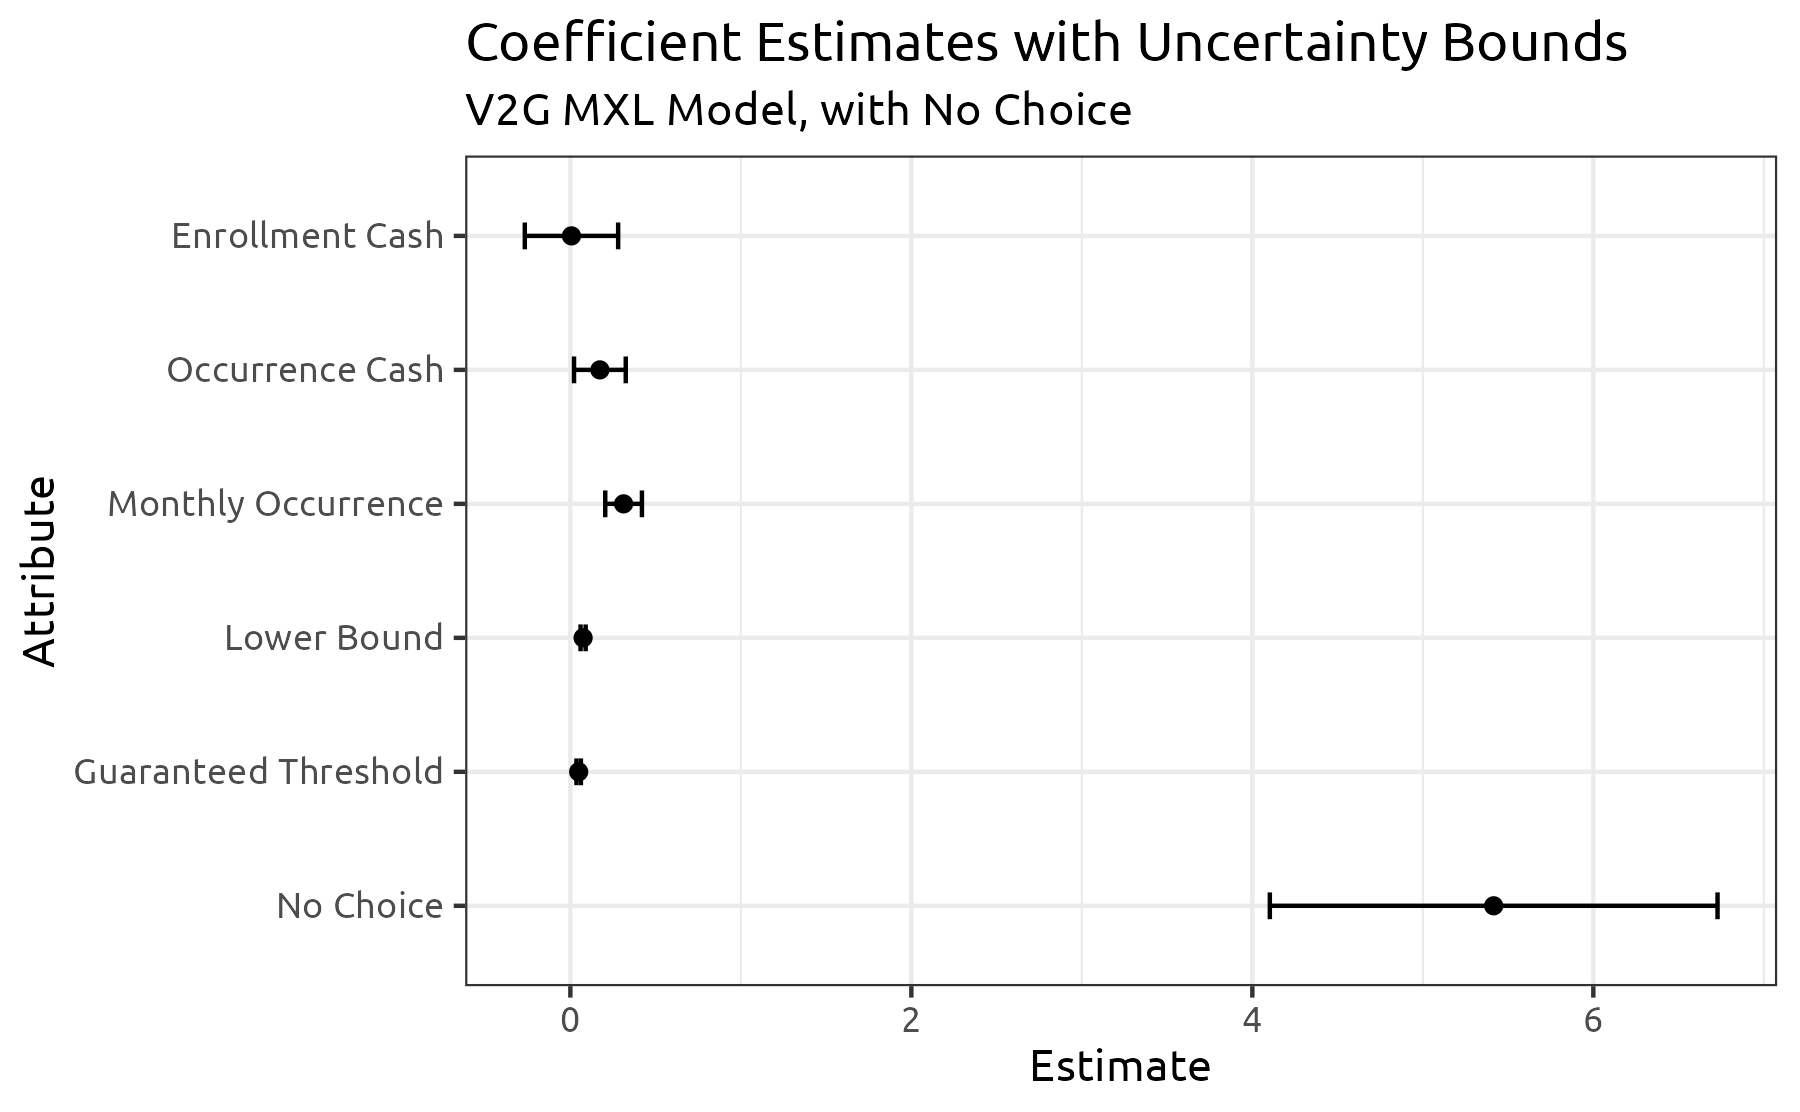 Coefficient Estimates with Uncertainty Bounds
V2G MXL Model, with No Choice
Attribute
Enrollment Cash
Occurrence Cash
Monthly Occurrence
Lower Bound
Guaranteed Threshold
No Choice
0 2 4 6
Estimate